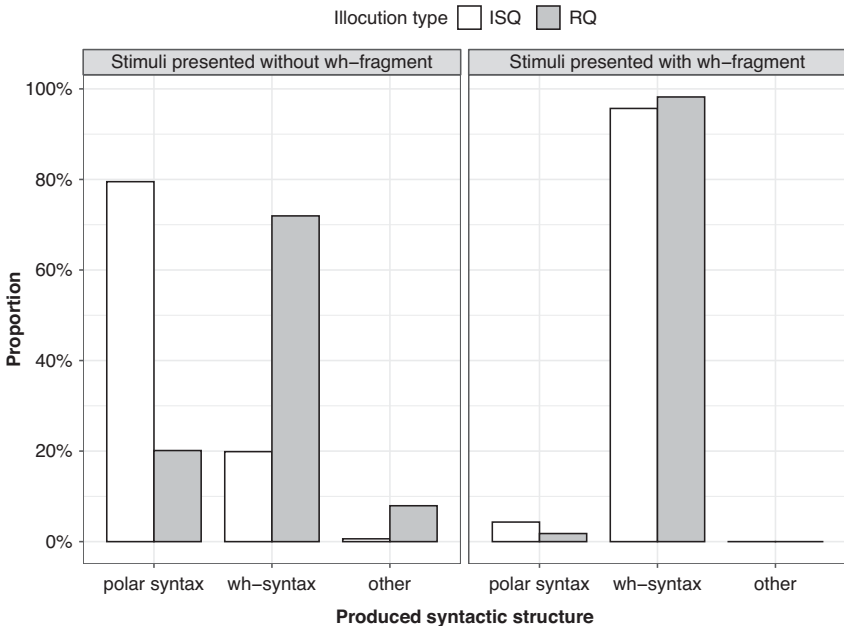 Illocution type ISQ RQ
Stimuli presented without wh−fragment Stimuli presented with wh−fragment
100%
80%
60%
40%
20%
0%
Proportion
polar syntax wh−syntax other polar syntax wh−syntax other
Produced syntactic structure